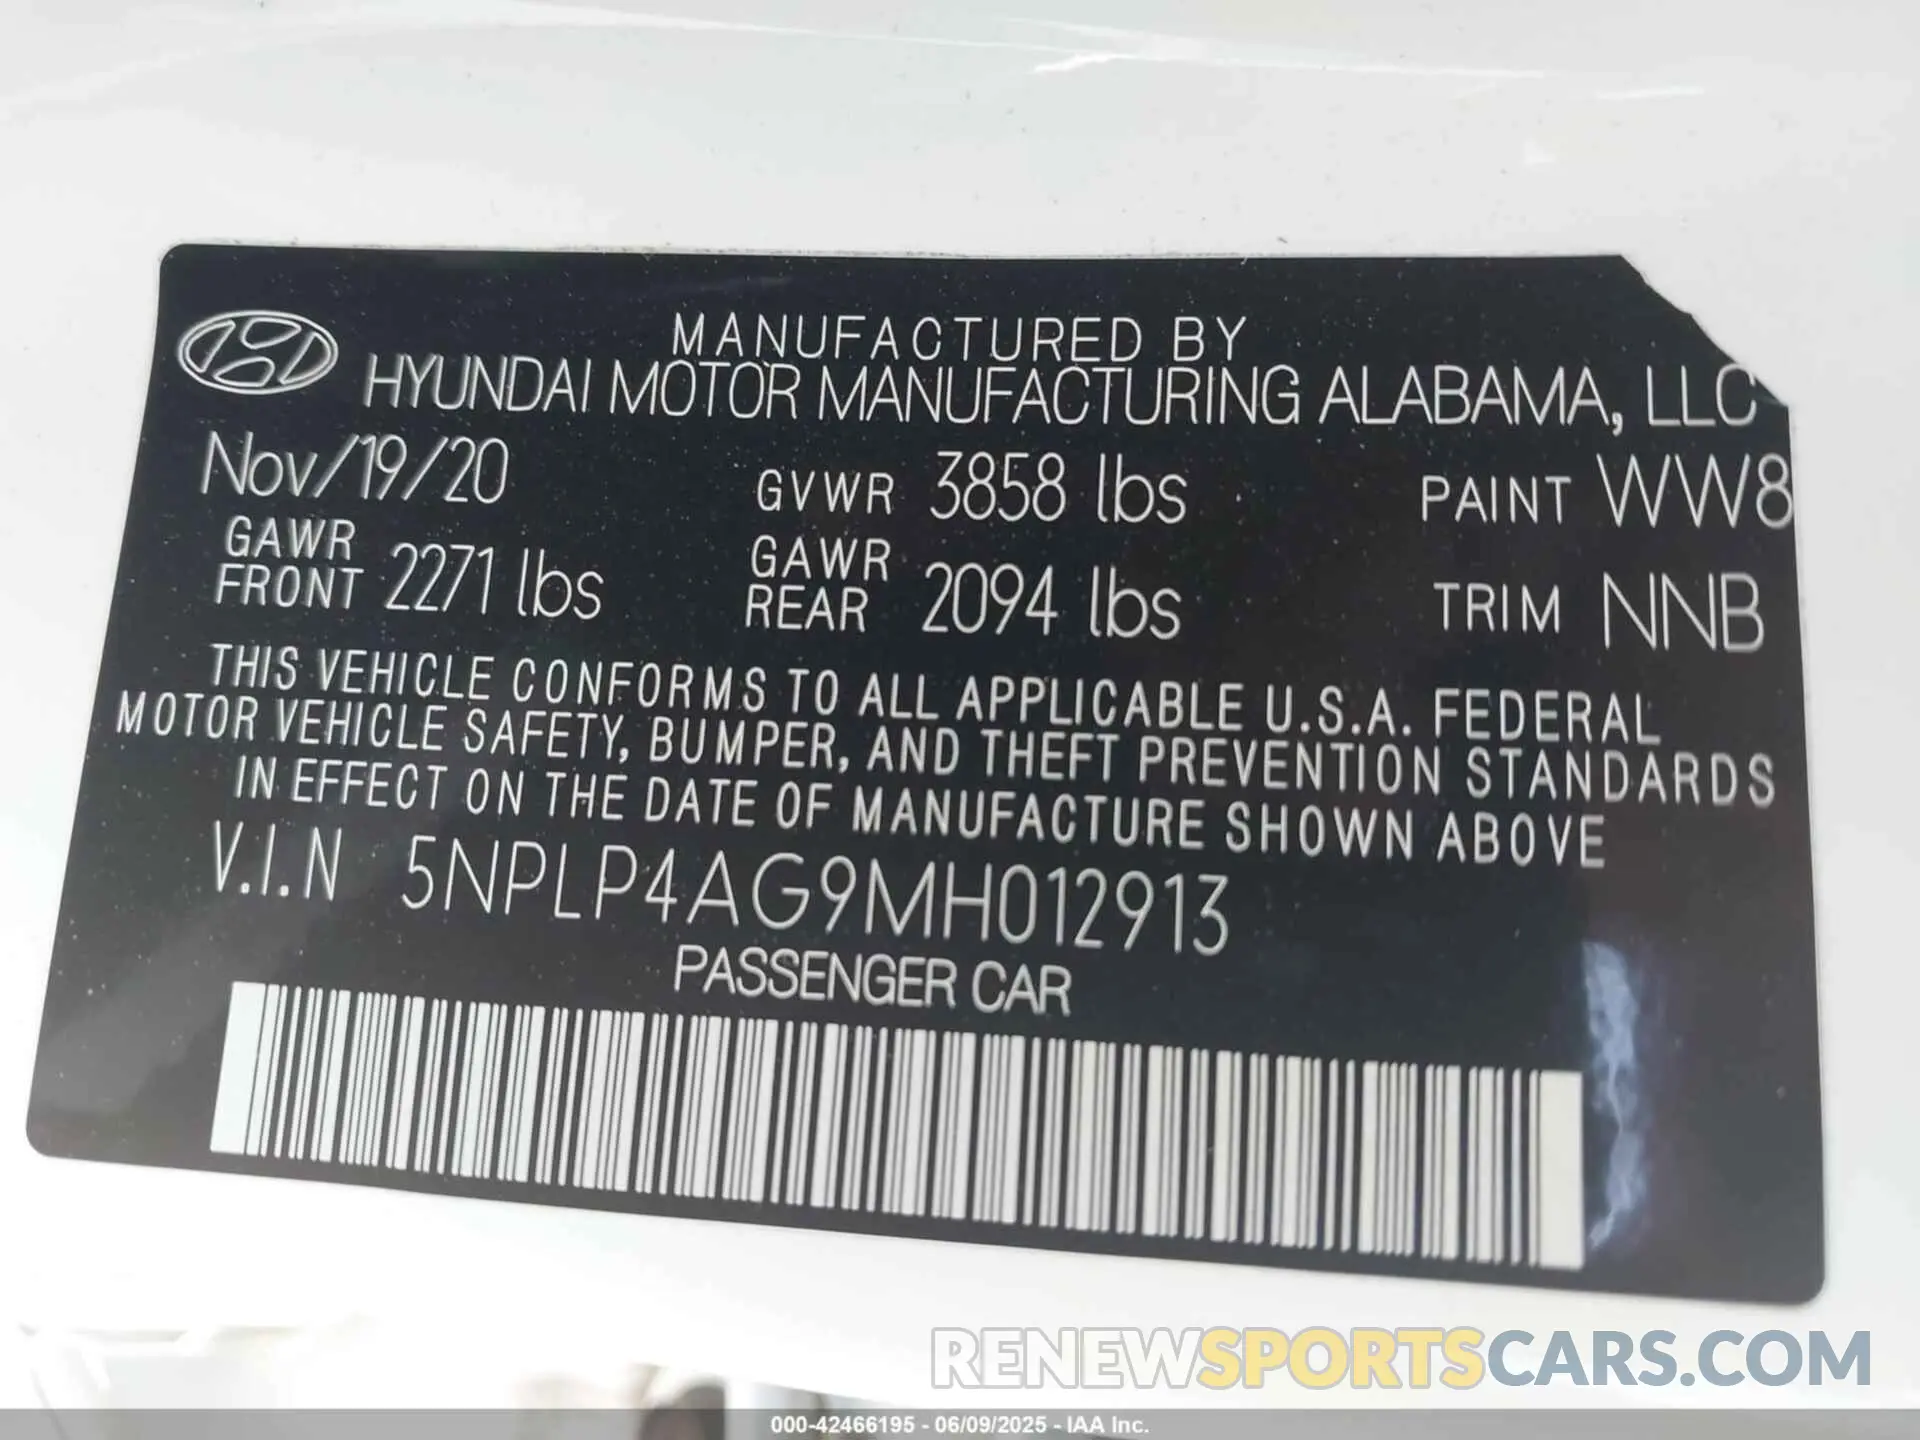 MANUFACTURED BY
HYUNDAI MOTOR MANUFACTURING ALABAMA, LLC
Nov/19/20 GVWR 3858 lbs PAINT WW8
GAWR FRONT 2271 lbs GAWR REAR 2094 lbs TRIM NNB
THIS VEHICLE CONFORMS TO ALL APPLICABLE U.S.A. FEDERAL
MOTOR VEHICLE SAFETY, BUMPER, AND THEFT PREVENTION STANDARDS
IN EFFECT ON THE DATE OF MANUFACTURE SHOWN ABOVE
V.I.N 5NPLP4AG9MH012913
PASSENGER CAR
RENEWSPORTSCARS.COM
000-42466195 - 06/09/2025 - IAA Inc.